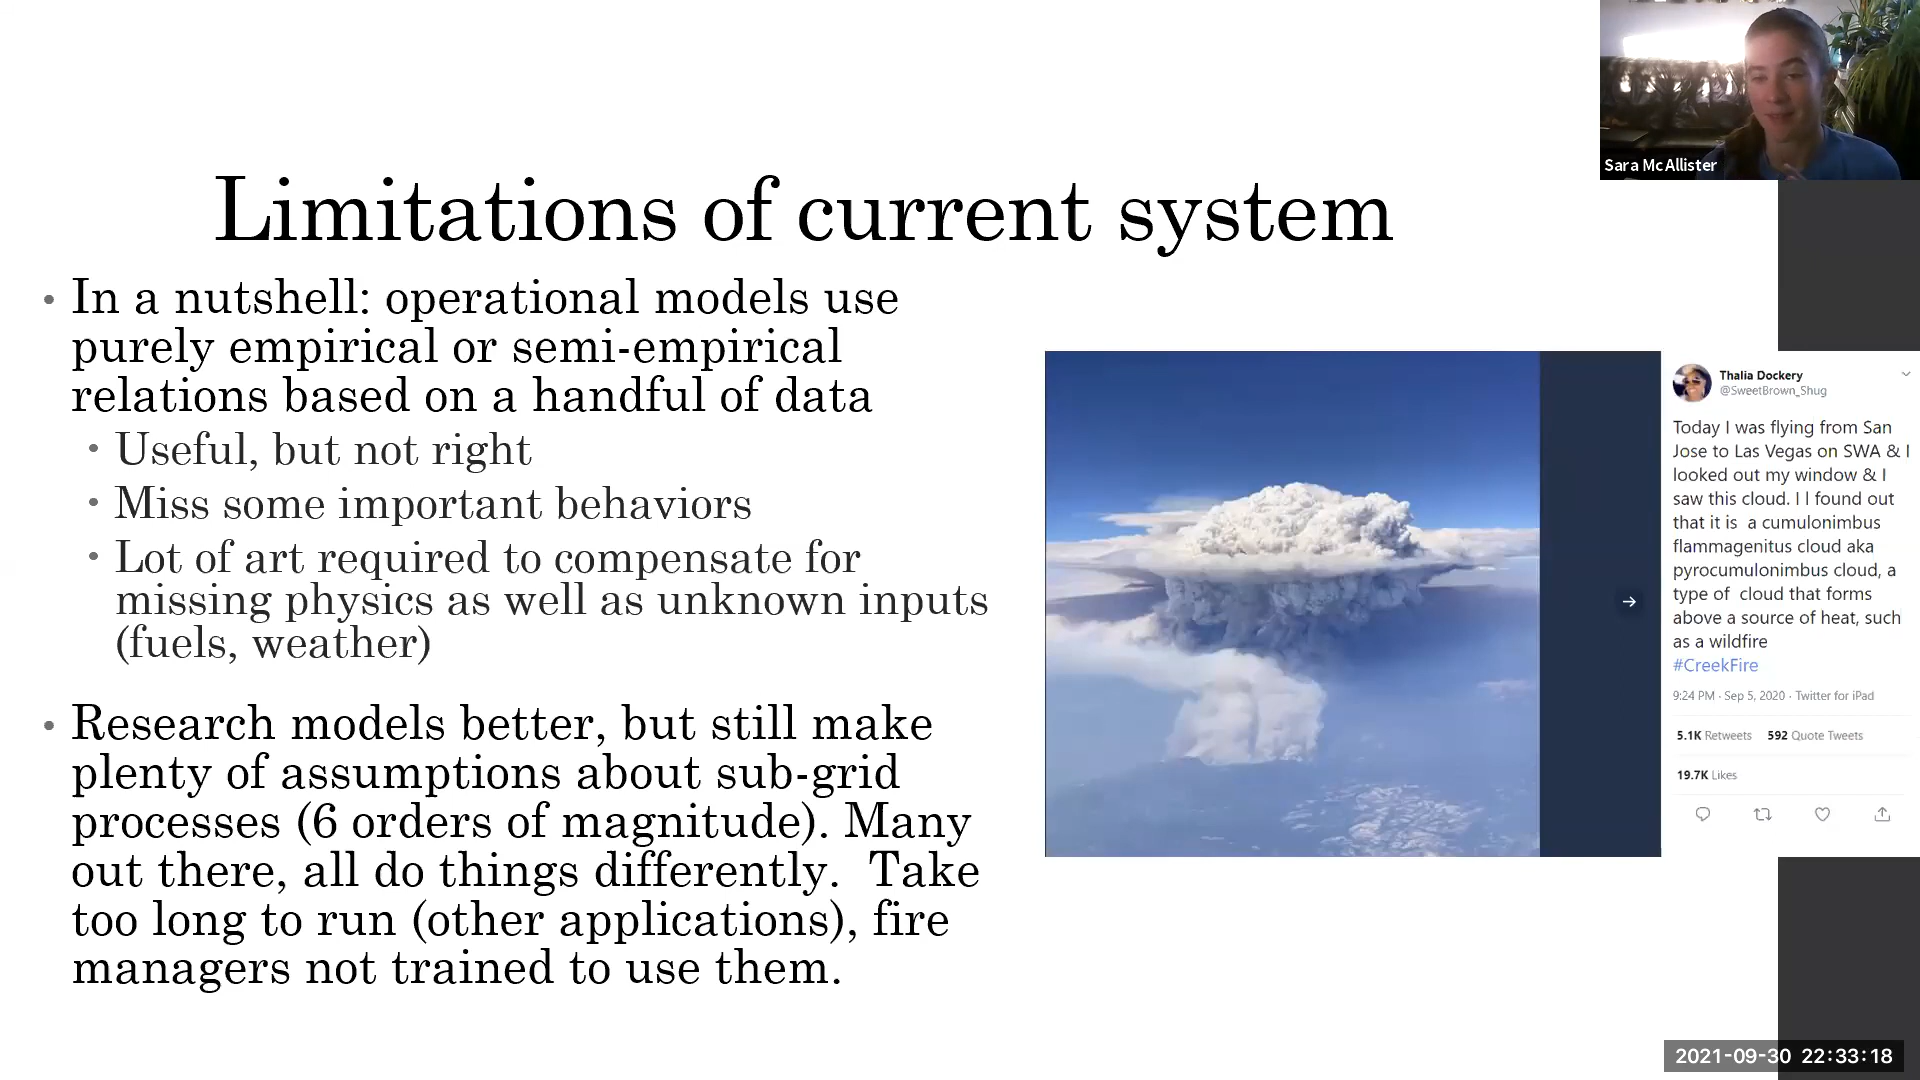 Sara McAllister
Limitations of current system
• In a nutshell: operational models use
purely empirical or semi-empirical
relations based on a handful of data
• Useful, but not right
• Miss some important behaviors
• Lot of art required to compensate for
missing physics as well as unknown inputs
(fuels, weather)
• Research models better, but still make
plenty of assumptions about sub-grid
processes (6 orders of magnitude). Many
out there, all do things differently.  Take
too long to run (other applications), fire
managers not trained to use them.
Thalia Dockery
@SweetBrown_Shug
Today I was flying from San
Jose to Las Vegas on SWA & I
looked out my window & I
saw this cloud. I I found out
that it is  a cumulonimbus
flammagenitus cloud aka
pyrocumulonimbus cloud, a
type of  cloud that forms
above a source of heat, such
as a wildfire
#CreekFire
9:24 PM · Sep 5, 2020 · Twitter for iPad
5.1K Retweets 592 Quote Tweets
19.7K Likes
2021-09-30 22:33:18